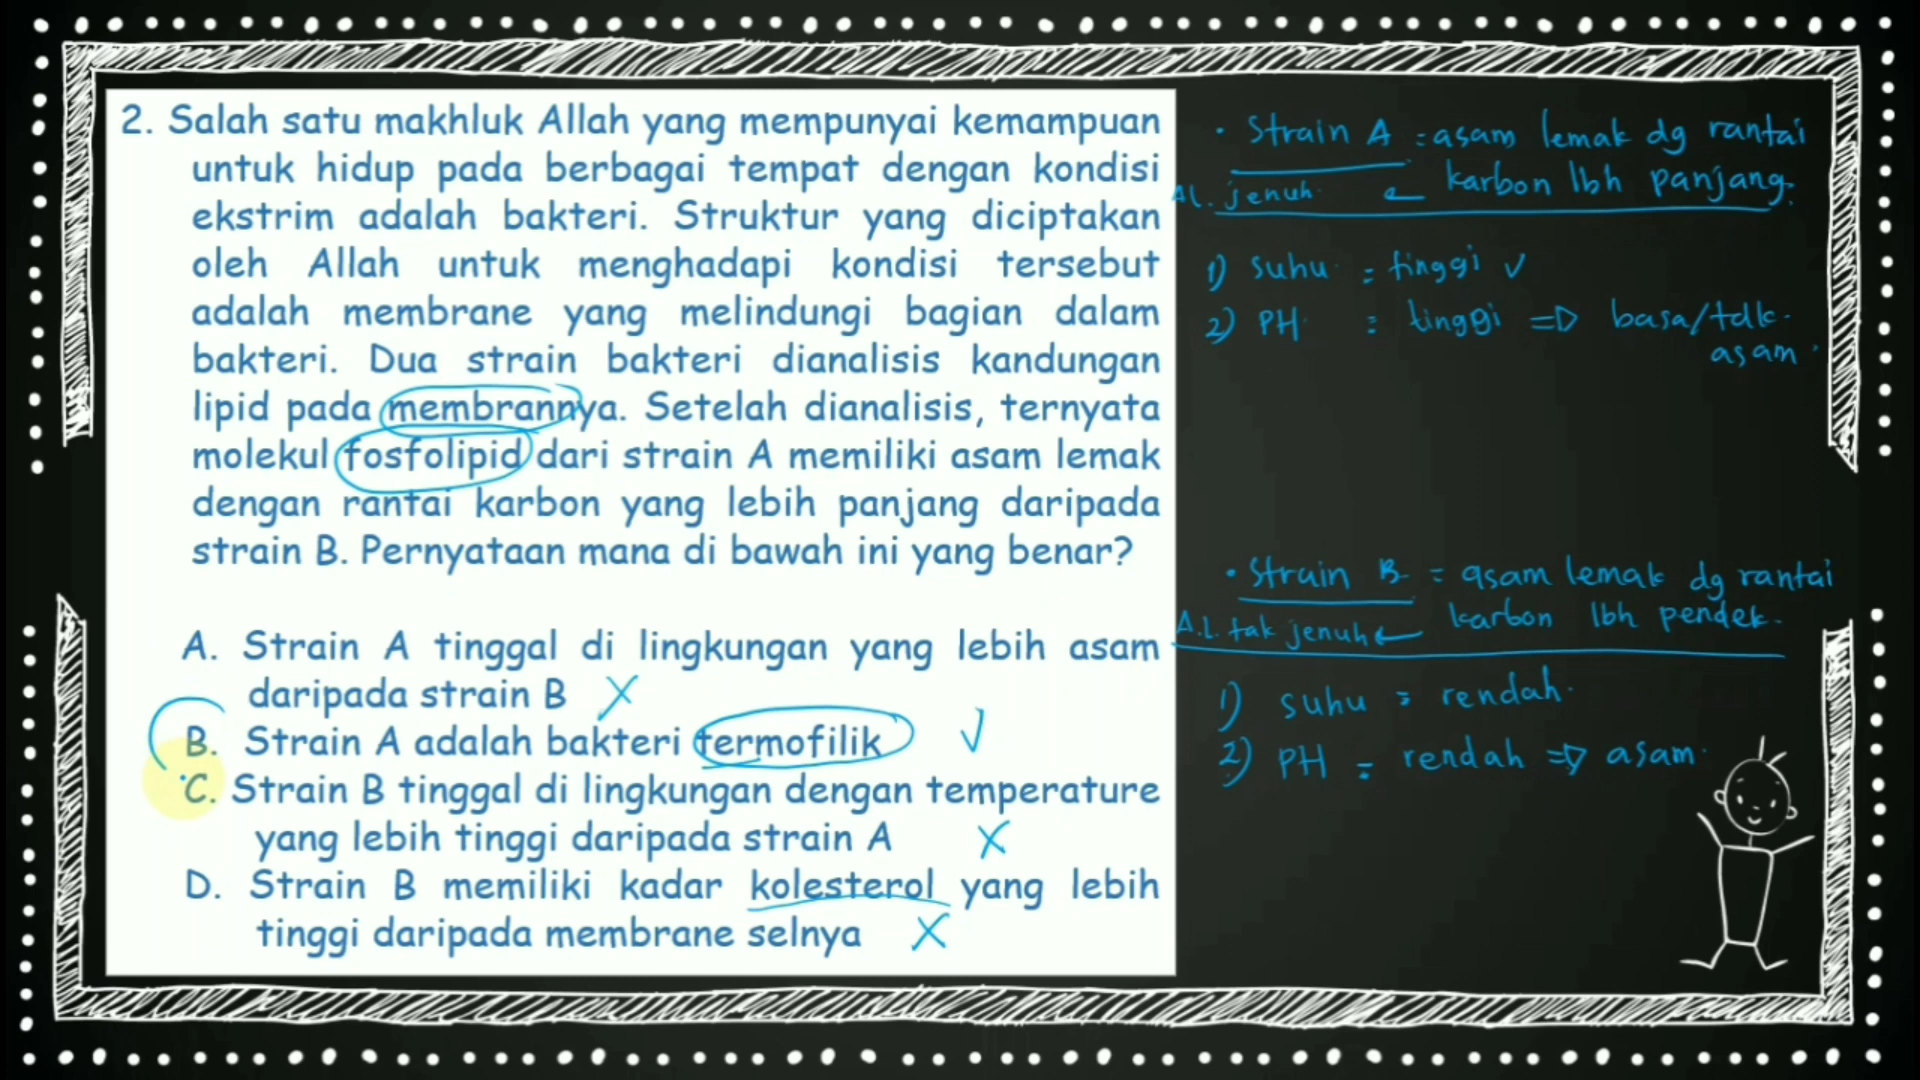 2. Salah satu makhluk Allah yang mempunyai kemampuan
untuk hidup pada berbagai tempat dengan kondisi
ekstrim adalah bakteri. Struktur yang diciptakan
oleh Allah untuk menghadapi kondisi tersebut
adalah membrane yang melindungi bagian dalam
bakteri. Dua strain bakteri dianalisis kandungan
lipid pada membrannya. Setelah dianalisis, ternyata
molekul fosfolipid dari strain A memiliki asam lemak
dengan rantai karbon yang lebih panjang daripada
strain B. Pernyataan mana di bawah ini yang benar?
A. Strain A tinggal di lingkungan yang lebih asam
daripada strain B X
B. Strain A adalah bakteri termofilik ✓
C. Strain B tinggal di lingkungan dengan temperature
yang lebih tinggi daripada strain A X
D. Strain B memiliki kadar kolesterol yang lebih
tinggi daripada membrane selnya X
• Strain A = asam lemak dg rantai
A.L. jenuh ← karbon lbh panjang.
1) suhu = tinggi ✓
2) PH = tinggi => basa/tdk
asam
• Strain B = asam lemak dg rantai
A.L. tak jenuh ← karbon lbh pendek.
1) suhu = rendah.
2) PH = rendah => asam.